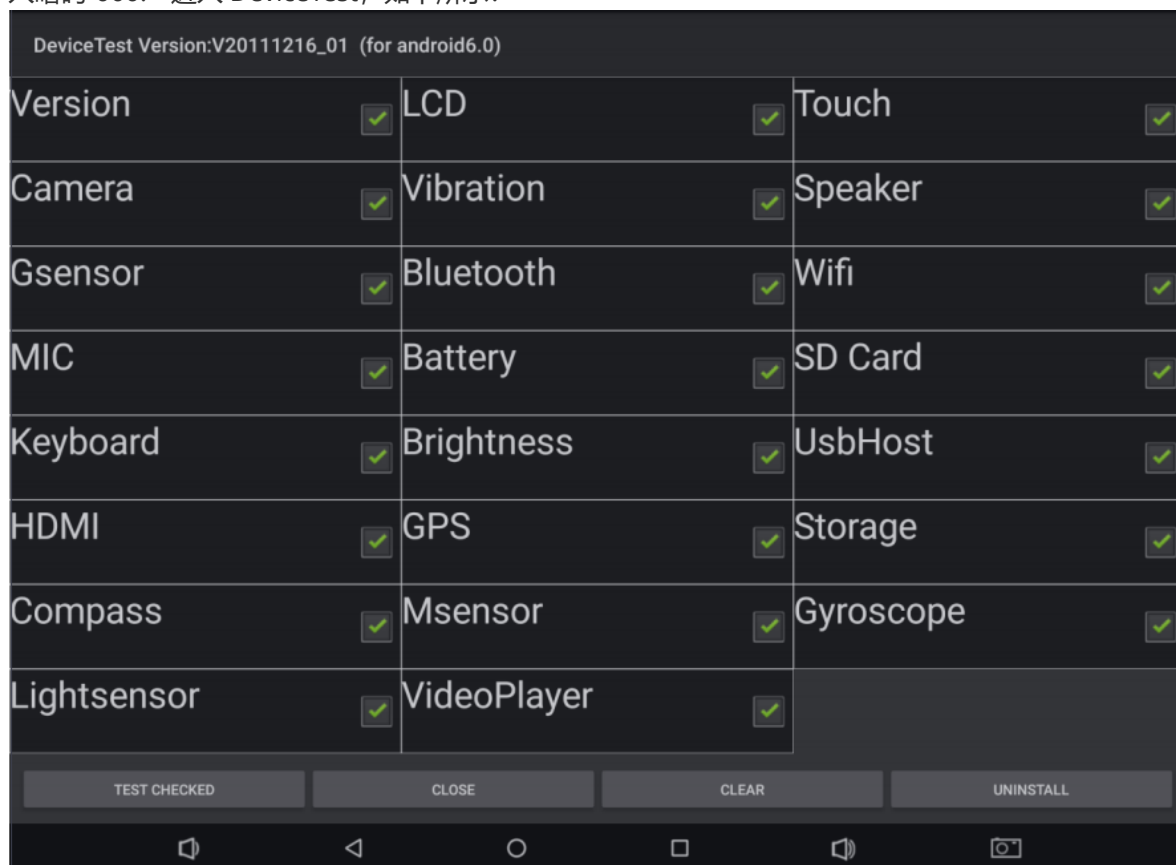 DeviceTest Version:V20111216_01 (for android6.0)
Version LCD Touch
Camera Vibration Speaker
Gsensor Bluetooth Wifi
MIC Battery SD Card
Keyboard Brightness UsbHost
HDMI GPS Storage
Compass Msensor Gyroscope
Lightsensor VideoPlayer
TEST CHECKED CLOSE CLEAR UNINSTALL